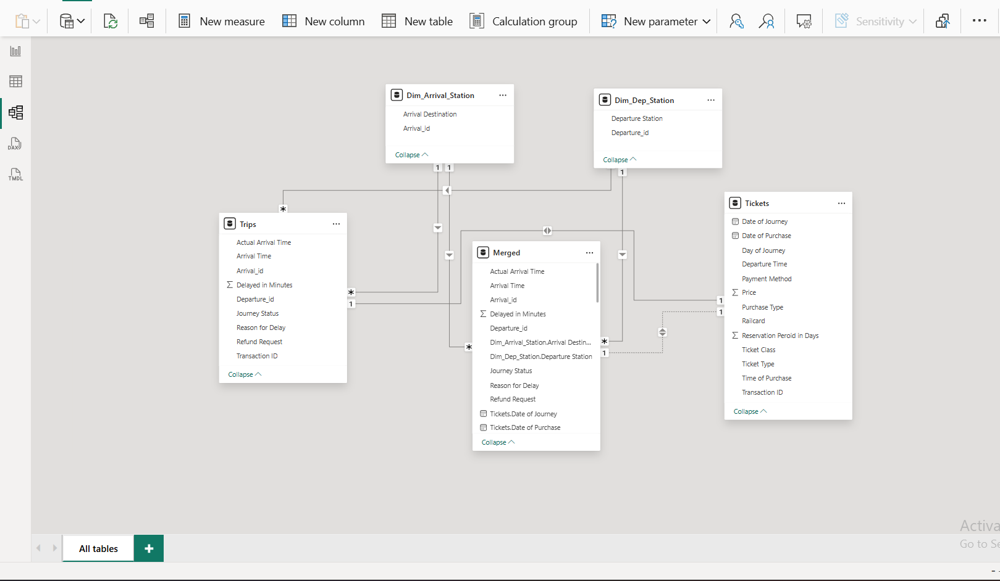 New measure
New column
New table
Calculation group
New parameter
Sensitivity
DAX
TMDL
Dim_Arrival_Station
Arrival Destination
Arrival_id
Collapse
Dim_Dep_Station
Departure Station
Departure_id
Collapse
1 1
1
*
Trips
Actual Arrival Time
Arrival Time
Arrival_id
Delayed in Minutes
Departure_id
Journey Status
Reason for Delay
Refund Request
Transaction ID
Collapse
*
1
Merged
Actual Arrival Time
Arrival Time
Arrival_id
Delayed in Minutes
Departure_id
Dim_Arrival_Station.Arrival Destin...
Dim_Dep_Station.Departure Station
Journey Status
Reason for Delay
Refund Request
Tickets.Date of Journey
Tickets.Date of Purchase
Collapse
*
*
1
Tickets
Date of Journey
Date of Purchase
Day of Journey
Departure Time
Payment Method
Price
Purchase Type
Railcard
Reservation Peroid in Days
Ticket Class
Ticket Type
Time of Purchase
Transaction ID
Collapse
1
1
Activa
Go to Se
All tables